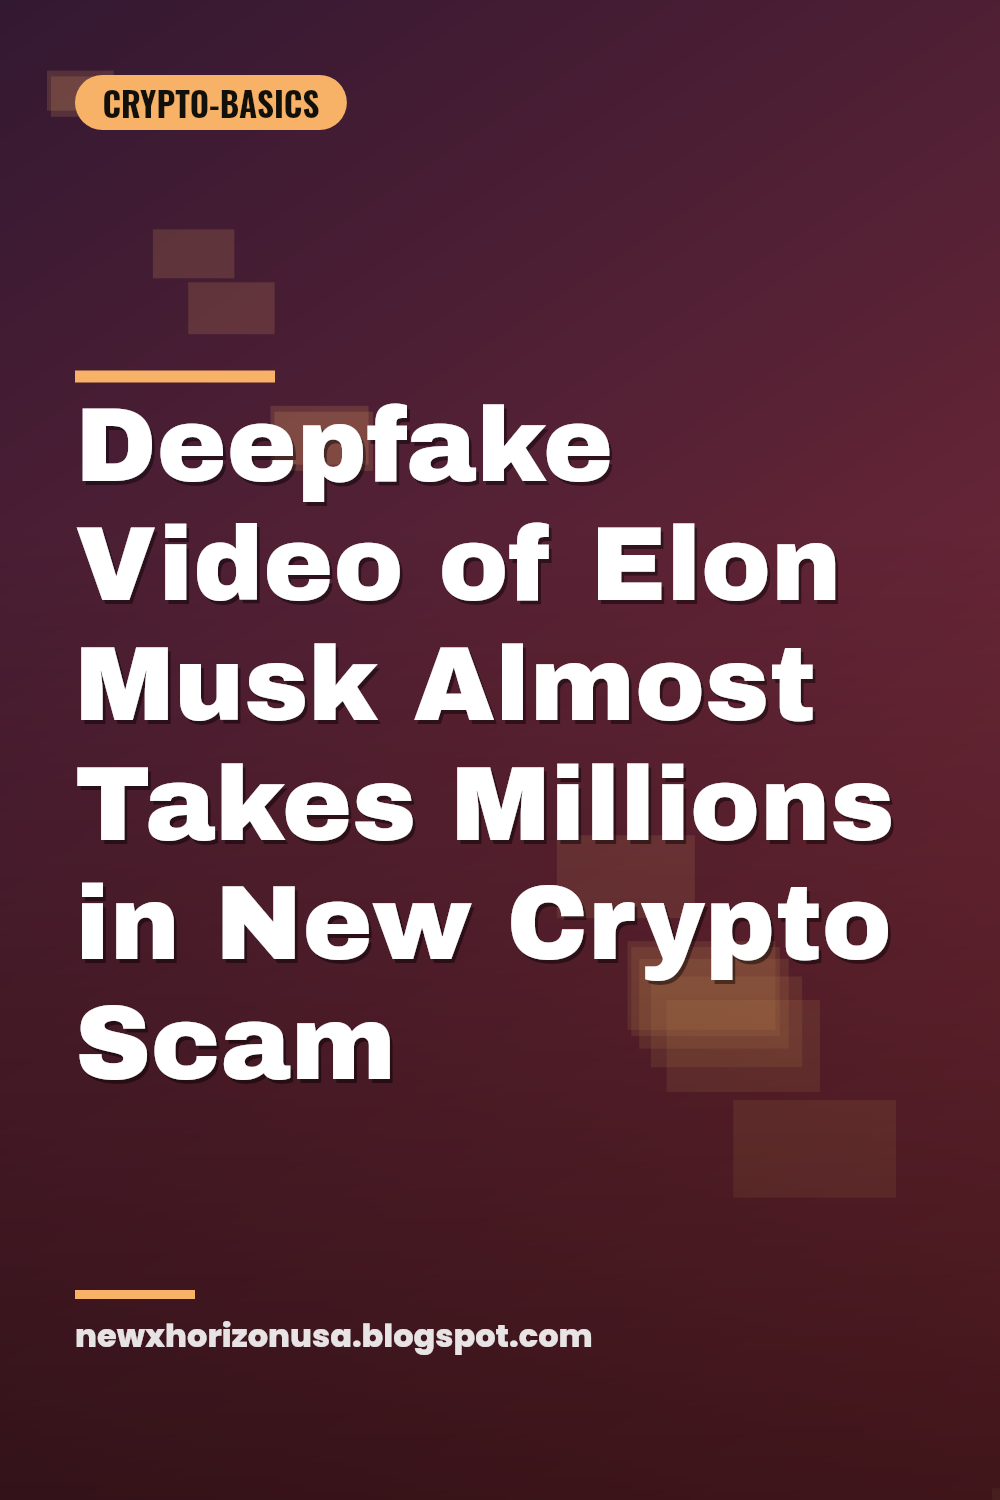 CRYPTO-BASICS
Deepfake
Video of Elon
Musk Almost
Takes Millions
in New Crypto
Scam
newxhorizonusa.blogspot.com